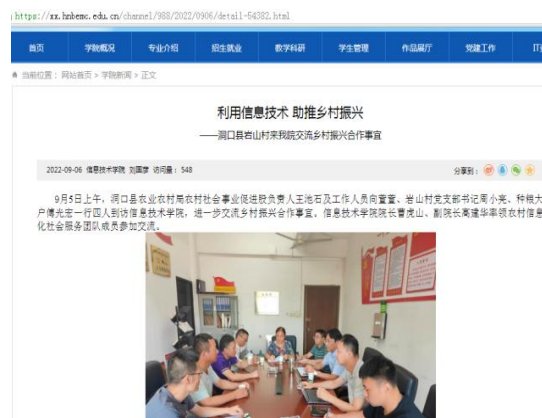 https://xx.hnbemc.edu.cn/channel/988/2022/0906/detail-54382.html
首页 学院概况 专业介绍 招生就业 教学科研 学生管理 作品展厅 党建工作
当前位置: 网站首页 > 学院新闻 > 正文
利用信息技术 助推乡村振兴
——洞口县岩山村来我院交流乡村振兴合作事宜
2022-09-06 信息技术学院 刘国彦 访问量: 548 分享到:
9月5日上午,洞口县农业农村局农村社会事业促进股负责人王池石及工作人员向萱萱、岩山村党支部书记周小亮、种粮大
户傅光宏一行四人到访信息技术学院,进一步交流乡村振兴合作事宜。信息技术学院院长曹虎山、副院长高建华率领农村信息
化社会服务团队成员参加交流。